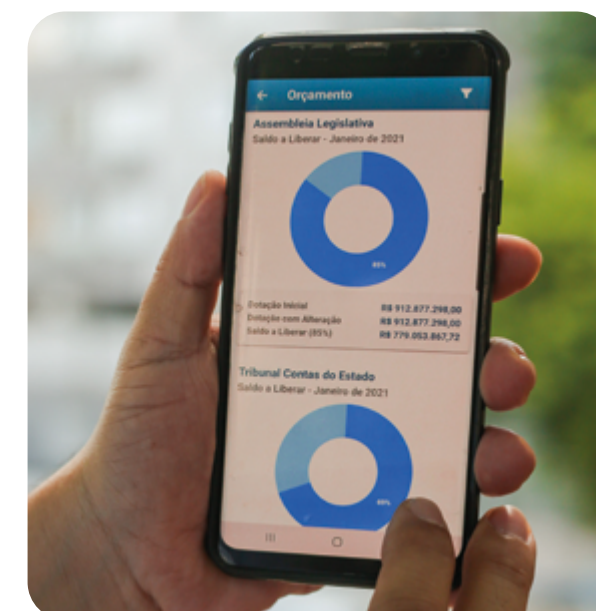 Orçamento
Assembleia Legislativa
Saldo a Liberar - Janeiro de 2021
85%
Dotação Inicial R$ 912.877.298,00
Dotação com Alteração R$ 912.877.298,00
Saldo a Liberar (85%) R$ 779.053.867,72
Tribunal Contas do Estado
Saldo a Liberar - Janeiro de 2021
69%